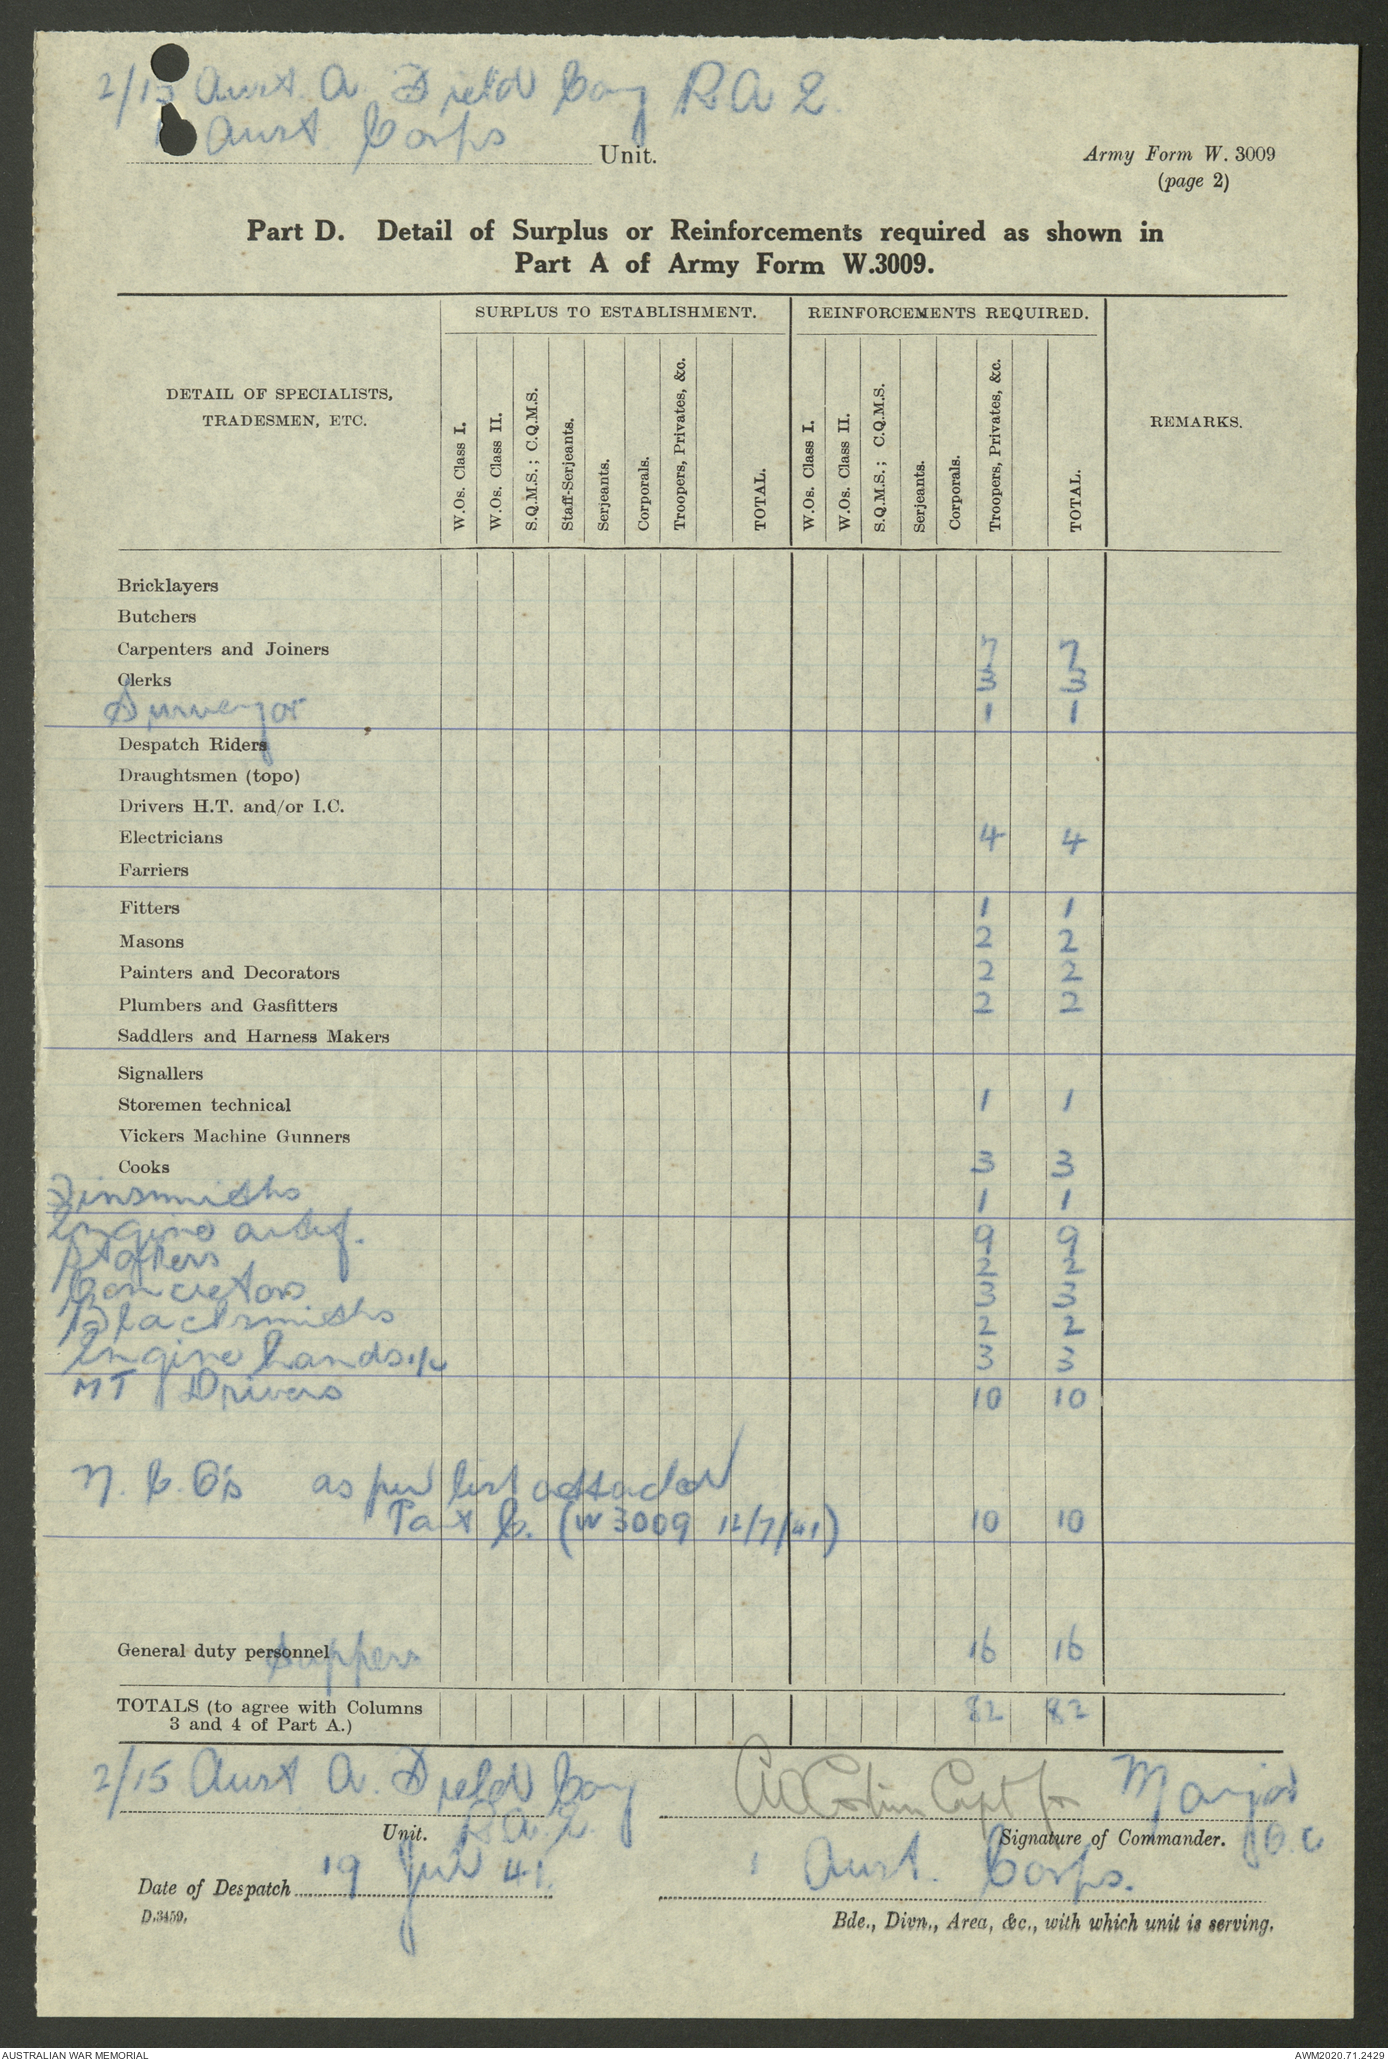 2/15 Aust A. Field Coy R A E.
1 Aust Corps Unit.
Army Form W. 3009
(page 2)
Part D. Detail of Surplus or Reinforcements required as shown in
Part A of Army Form W.3009.
DETAIL OF SPECIALISTS,
TRADESMEN, ETC.
SURPLUS TO ESTABLISHMENT.
W.Os. Class I.
W.Os. Class II.
S.Q.M.S.; C.Q.M.S.
Staff-Serjeants.
Serjeants.
Corporals.
Troopers, Privates, &c.
TOTAL.
REINFORCEMENTS REQUIRED.
W.Os. Class I.
W.Os. Class II.
S.Q.M.S.; C.Q.M.S.
Serjeants.
Corporals.
Troopers, Privates, &c.
TOTAL.
REMARKS.
Bricklayers
Butchers
Carpenters and Joiners 7 7
Clerks 3 3
Surveyor 1 1
Despatch Riders
Draughtsmen (topo)
Drivers H.T. and/or I.C.
Electricians 4 4
Farriers
Fitters 1 1
Masons 2 2
Painters and Decorators 2 2
Plumbers and Gasfitters 2 2
Saddlers and Harness Makers
Signallers
Storemen technical 1 1
Vickers Machine Gunners
Cooks 3 3
Tinsmiths 1 1
Engine artif. 9 9
2 2
Concretors 3 3
Blacksmiths 2 2
Engine hands i/c 3 3
MT Drivers 10 10
N.C.O's as per list attached
Part C. (W 3009 12/7/41) 10 10
General duty personnel Sappers 16 16
TOTALS (to agree with Columns
3 and 4 of Part A.) 82 82
2/15 Aust A. Field Coy
R.A.E.
Unit.
Capt for Major
Signature of Commander. O.C
Date of Despatch 19 Jul 41.
1 Aust. Corps.
D.3459.
Bde., Divn., Area, &c., with which unit is serving.
AUSTRALIAN WAR MEMORIAL
AWM2020.71.2429